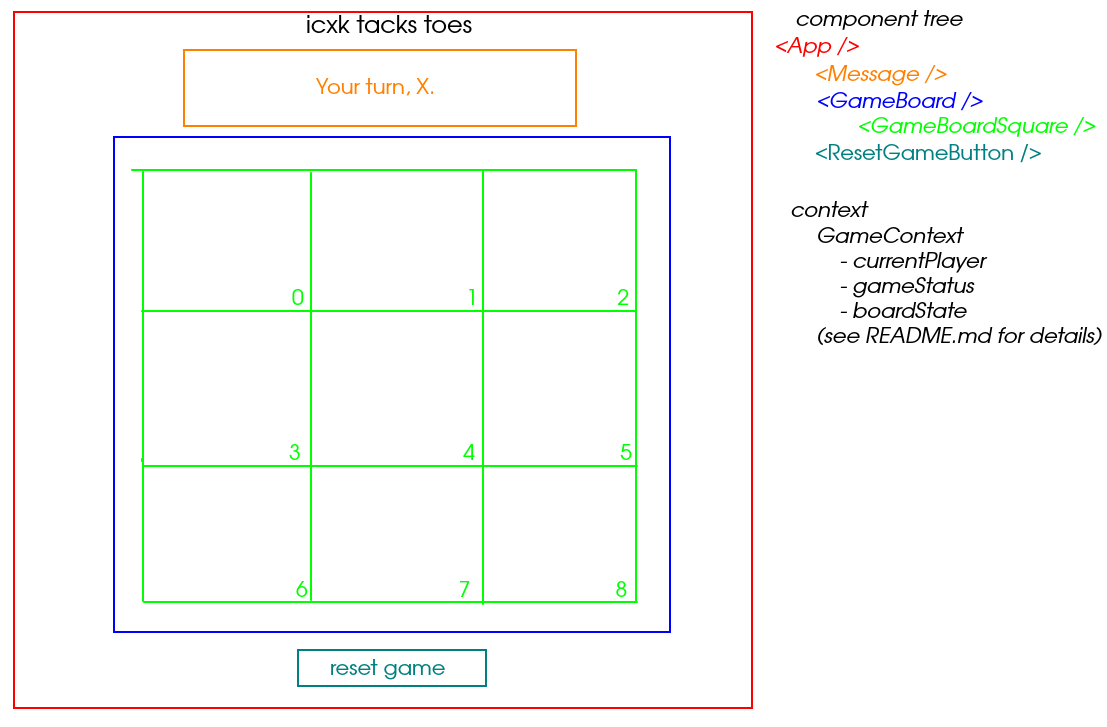 icxk tacks toes
Your turn, X.
0
1
2
3
4
5
6
7
8
reset game
component tree
<App />
<Message />
<GameBoard />
<GameBoardSquare />
<ResetGameButton />
context
GameContext
- currentPlayer
- gameStatus
- boardState
(see README.md for details)